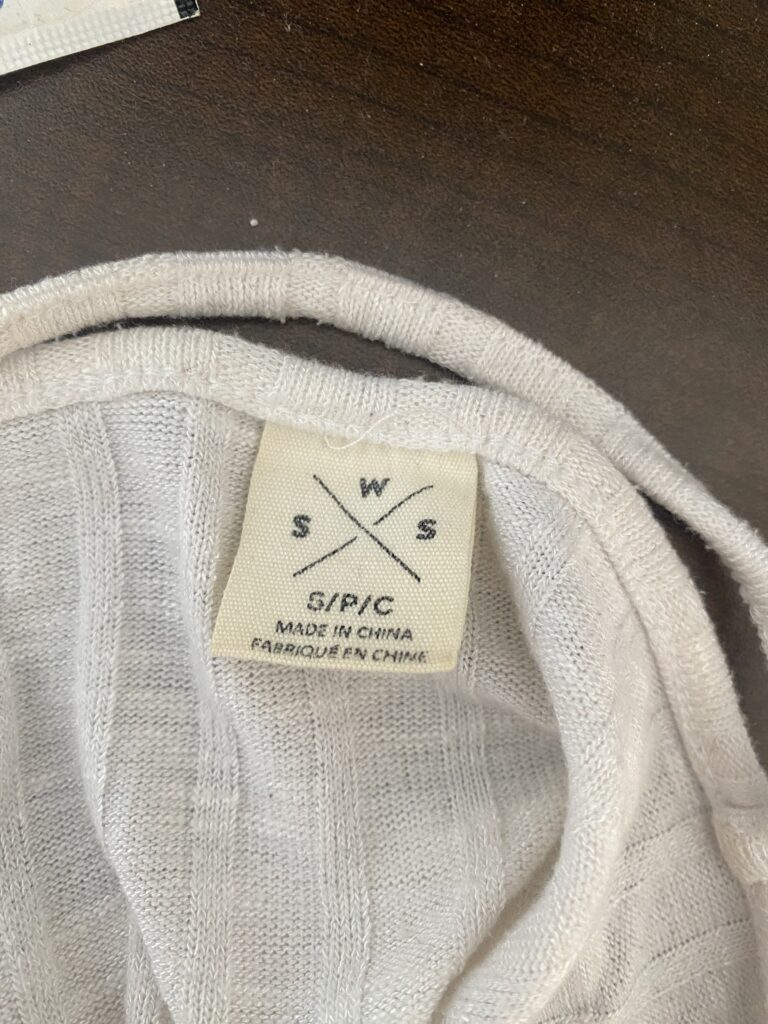 W
S S
S/P/C
MADE IN CHINA
FABRIQUÉ EN CHINE